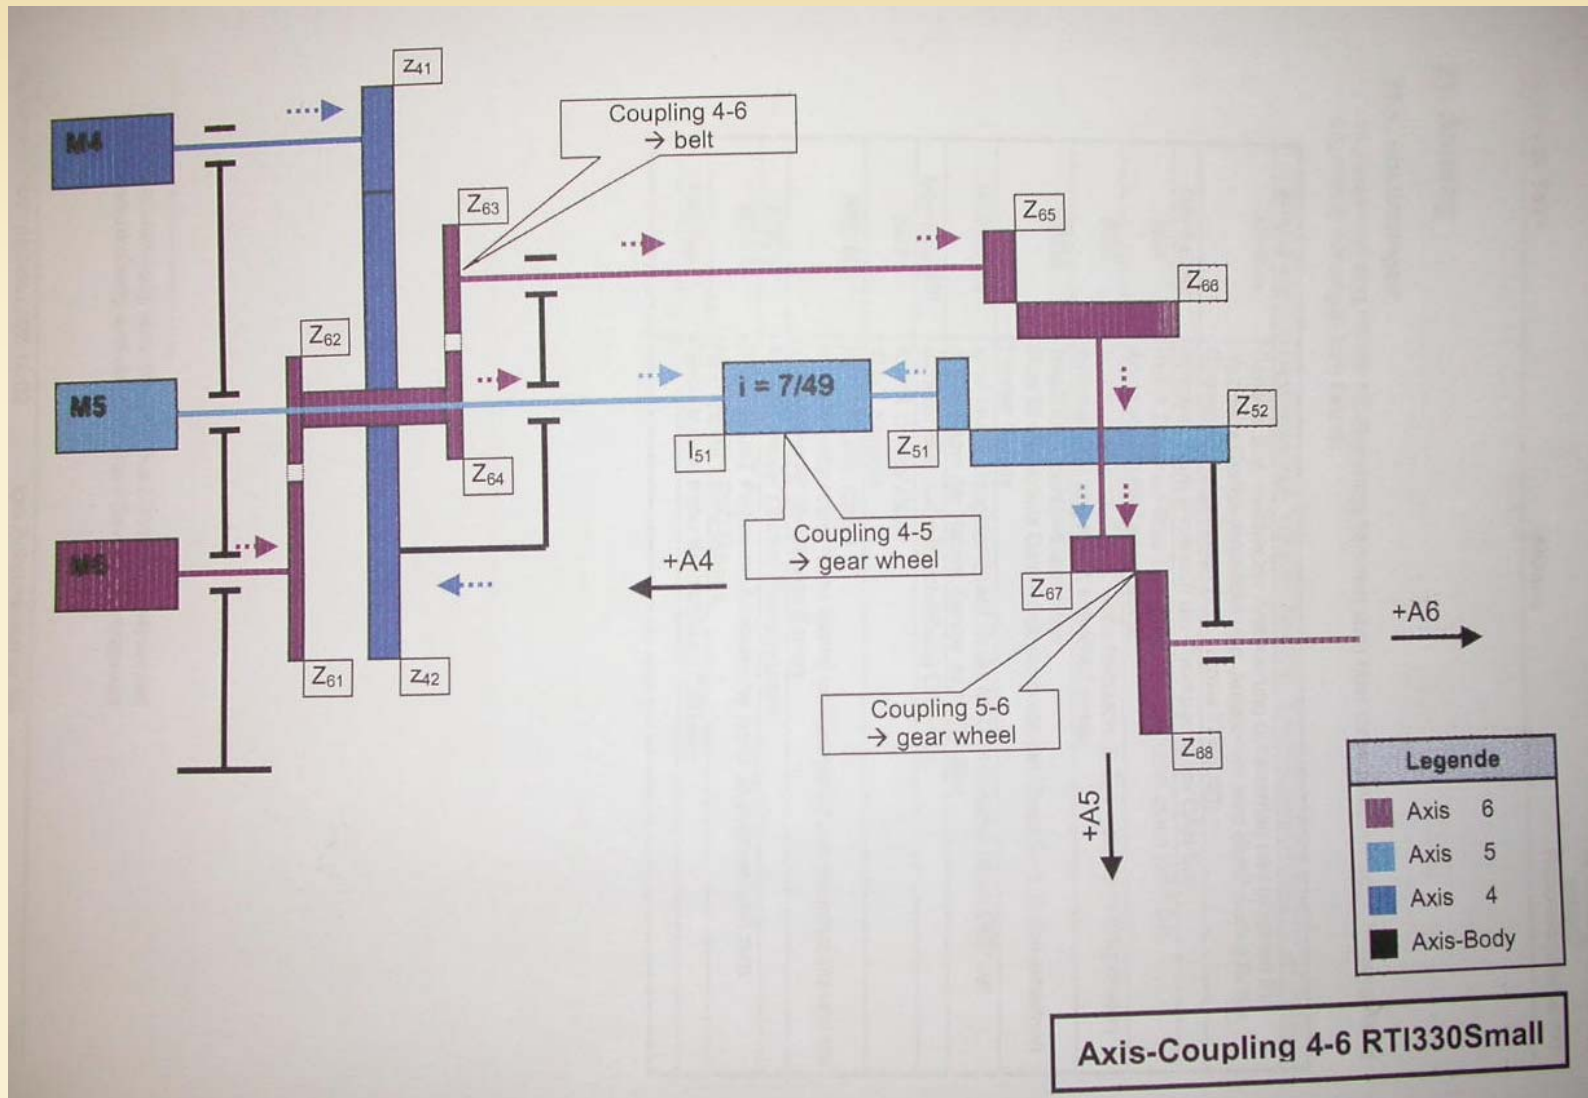 z41
M4
Coupling 4-6
→ belt
Z63
Z65
Z66
Z62
M5
i = 7/49
Z52
I51
Z51
Z64
Coupling 4-5
→ gear wheel
+A4
M6
Z67
+A6
Z61
z42
Coupling 5-6
→ gear wheel
Z68
+A5
Legende
Axis 6
Axis 5
Axis 4
Axis-Body
Axis-Coupling 4-6 RTI330Small